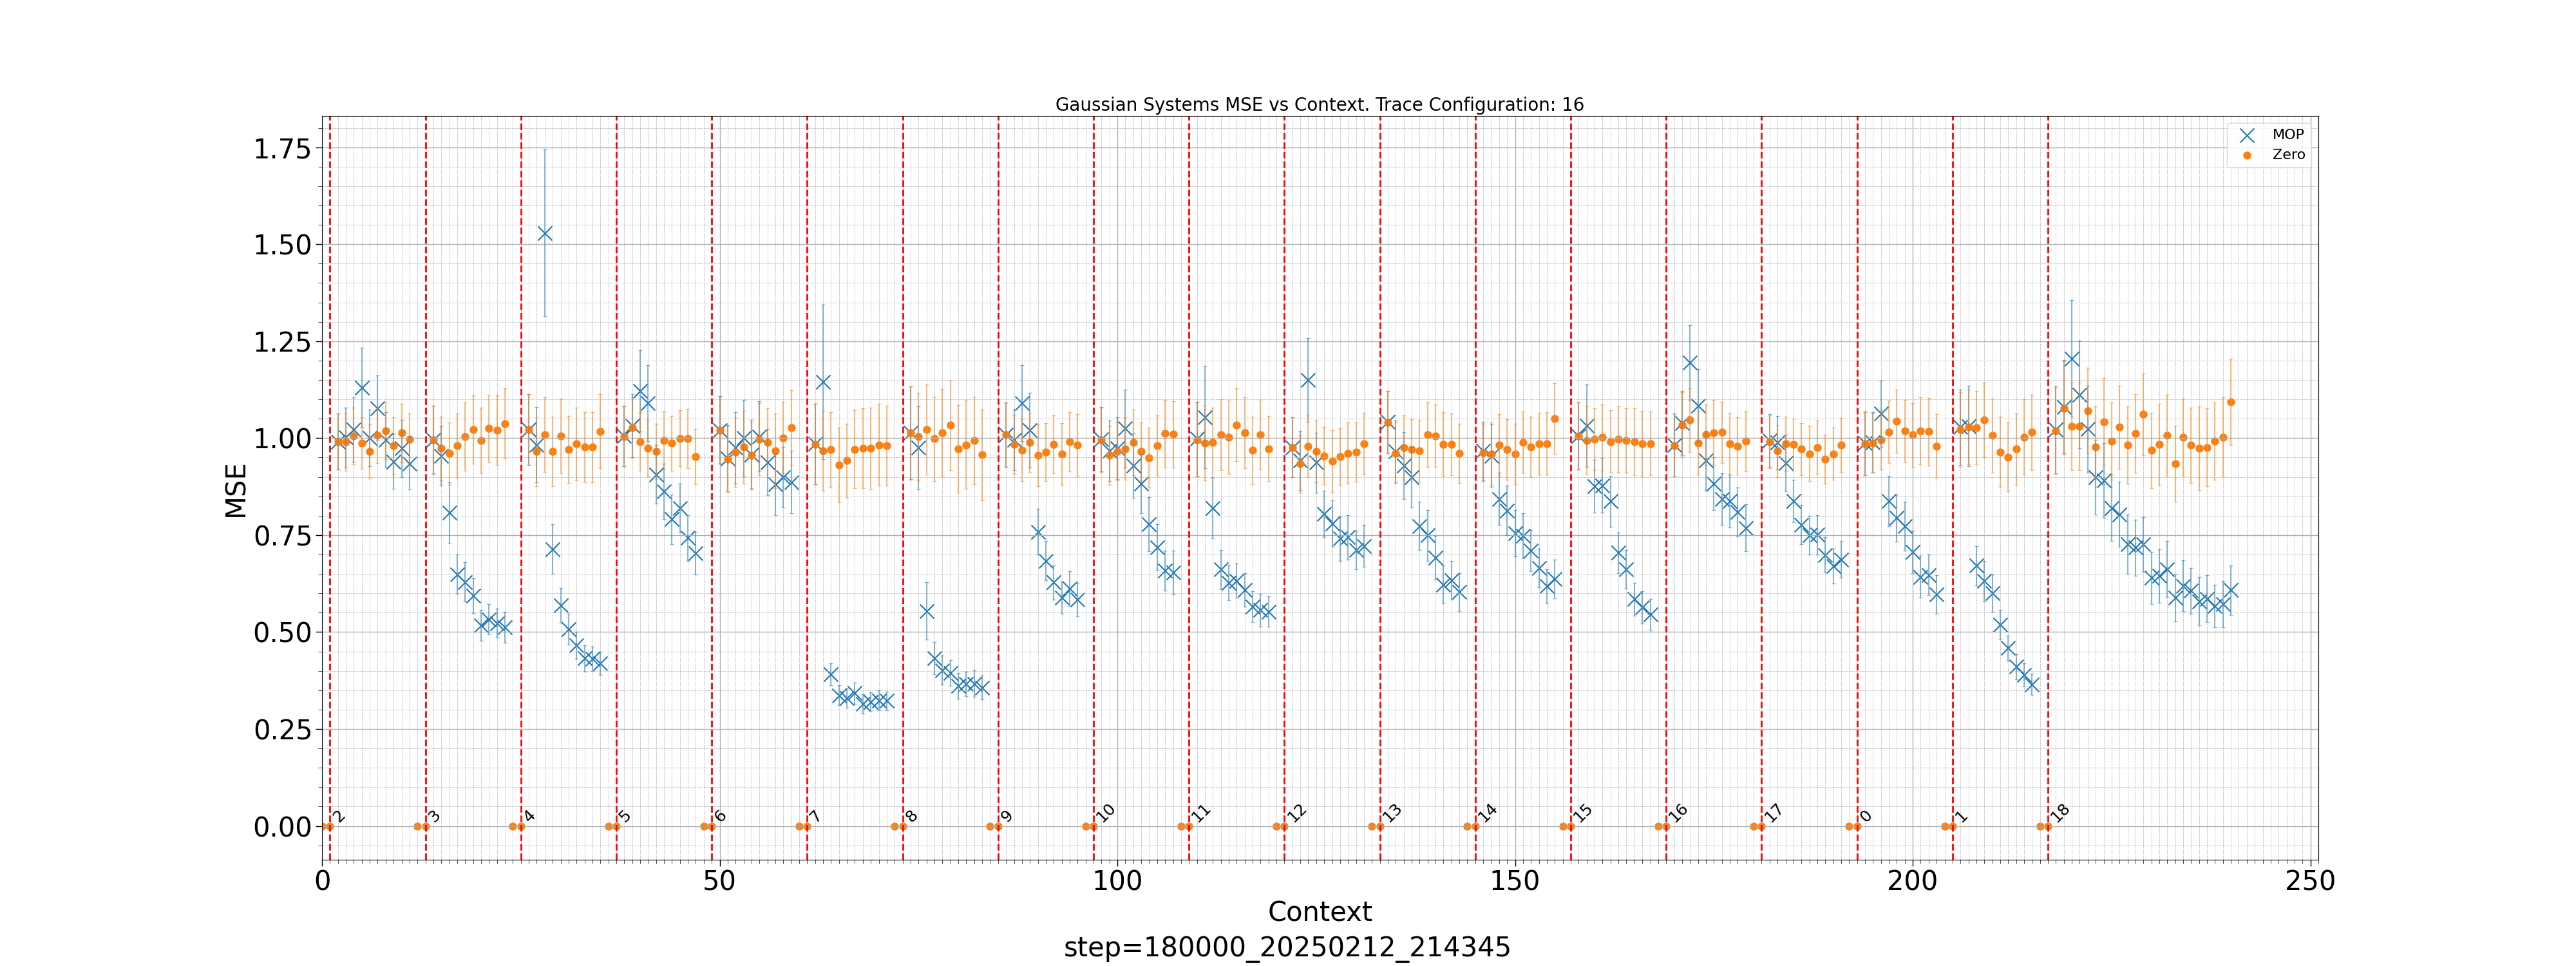 Gaussian Systems MSE vs Context. Trace Configuration: 16
MOP
Zero
MSE
1.75
1.50
1.25
1.00
0.75
0.50
0.25
0.00
2 3 4 5 6 7 8 9 10 11 12 13 14 15 16 17 0 1 18
0 50 100 150 200 250
Context
step=180000_20250212_214345